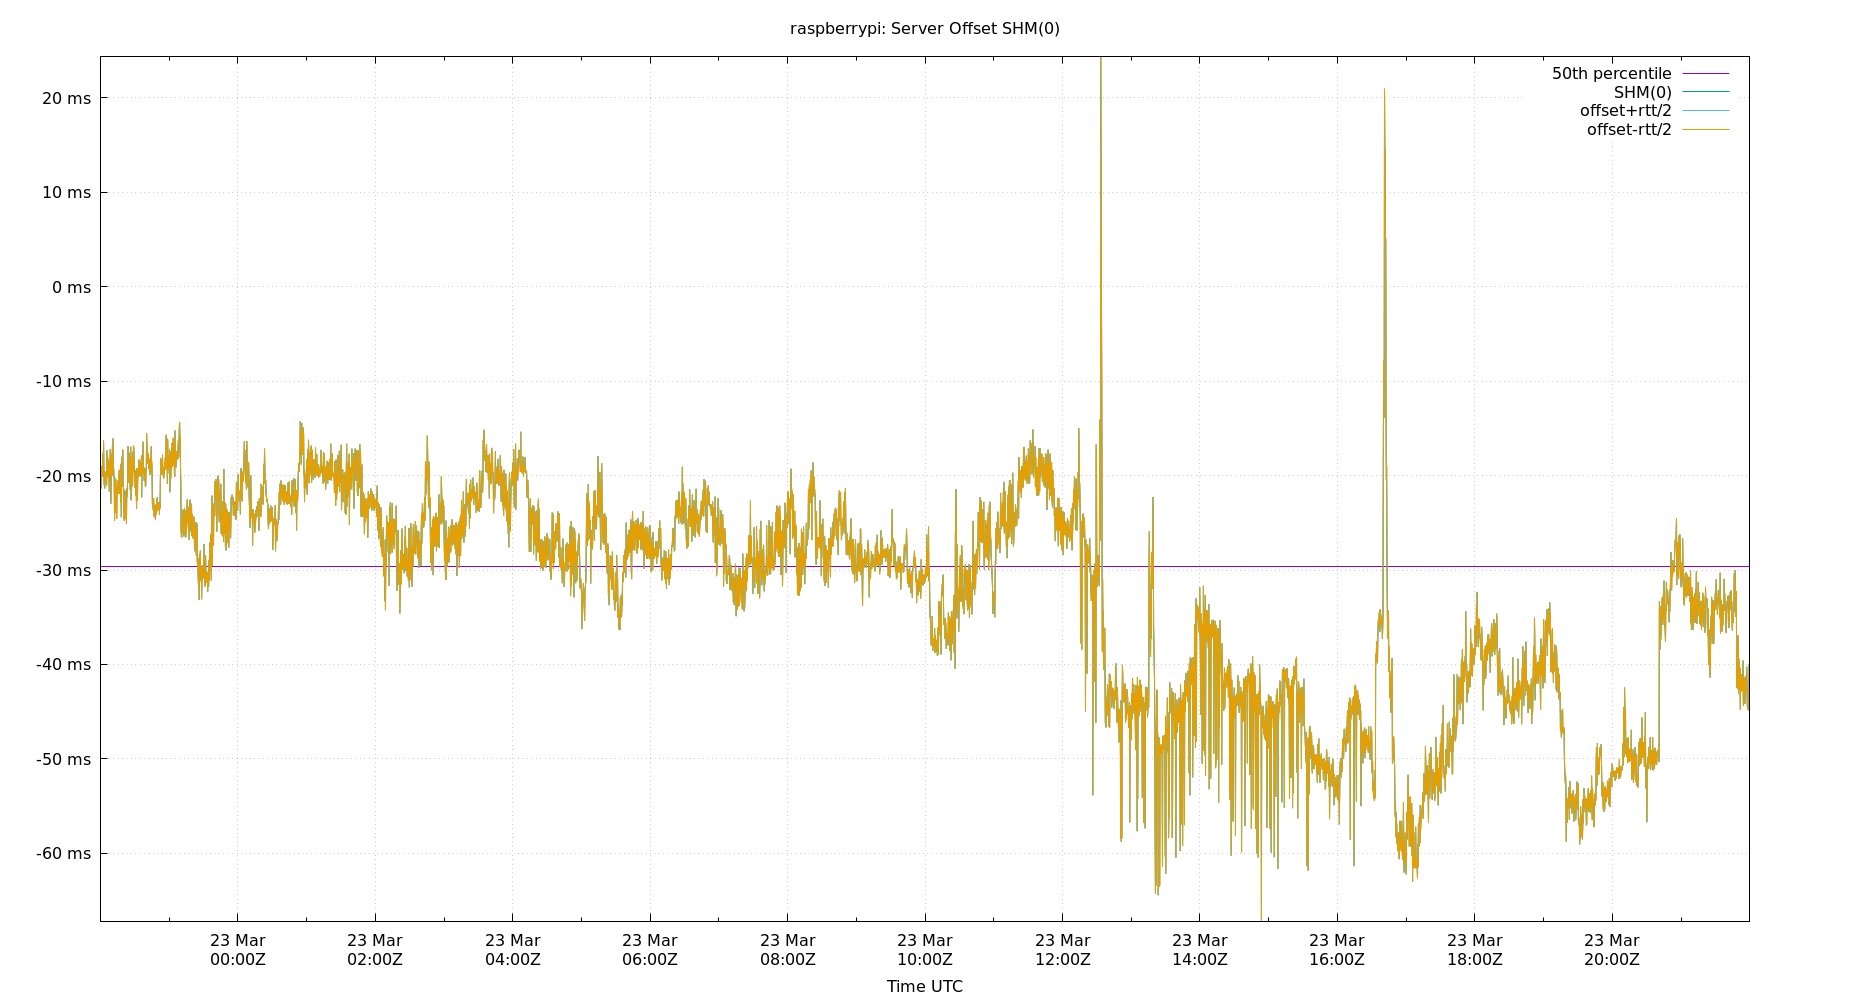 raspberrypi: Server Offset SHM(0)
50th percentile
SHM(0)
offset+rtt/2
offset-rtt/2
20 ms
10 ms
0 ms
-10 ms
-20 ms
-30 ms
-40 ms
-50 ms
-60 ms
23 Mar 23 Mar 23 Mar 23 Mar 23 Mar 23 Mar 23 Mar 23 Mar 23 Mar 23 Mar 23 Mar
00:00Z 02:00Z 04:00Z 06:00Z 08:00Z 10:00Z 12:00Z 14:00Z 16:00Z 18:00Z 20:00Z
Time UTC